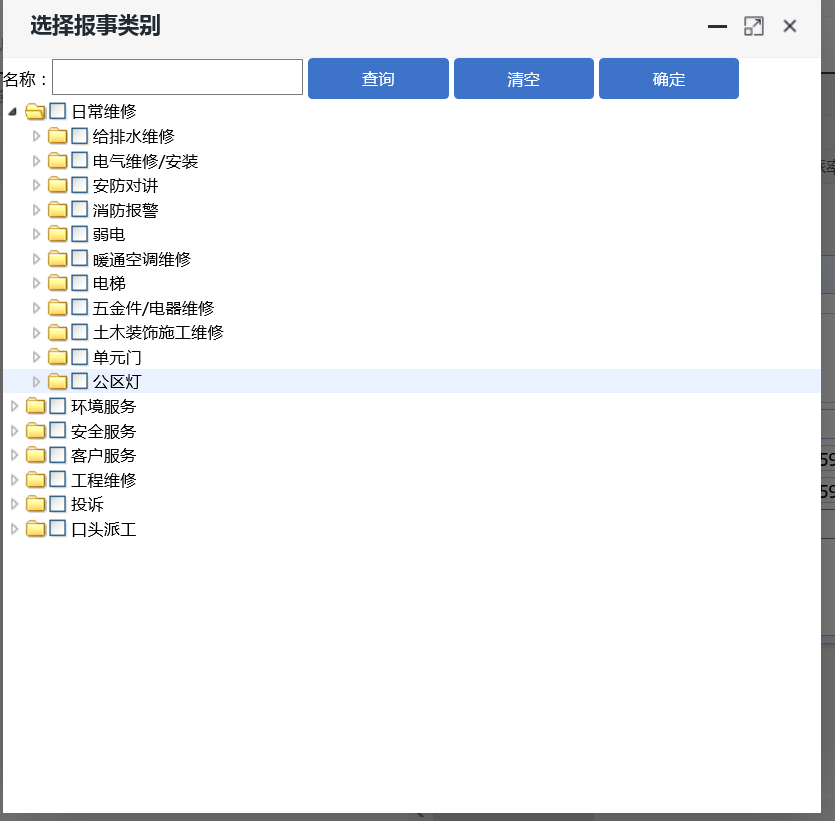 选择报事类别
名称： 查询 清空 确定
日常维修
给排水维修
电气维修/安装
安防对讲
消防报警
弱电
暖通空调维修
电梯
五金件/电器维修
土木装饰施工维修
单元门
公区灯
环境服务
安全服务
客户服务
工程维修
投诉
口头派工
59
59